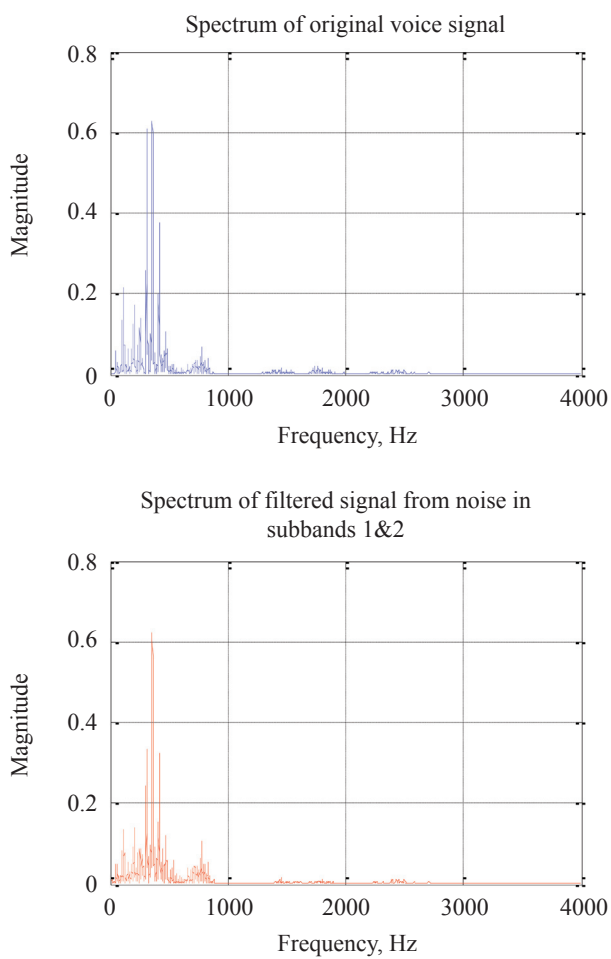 Spectrum of original voice signal
0.8
0.6
Magnitude
0.4
0.2
0
0 1000 2000 3000 4000
Frequency, Hz
Spectrum of filtered signal from noise in
subbands 1&2
0.8
0.6
Magnitude
0.4
0.2
0
0 1000 2000 3000 4000
Frequency, Hz